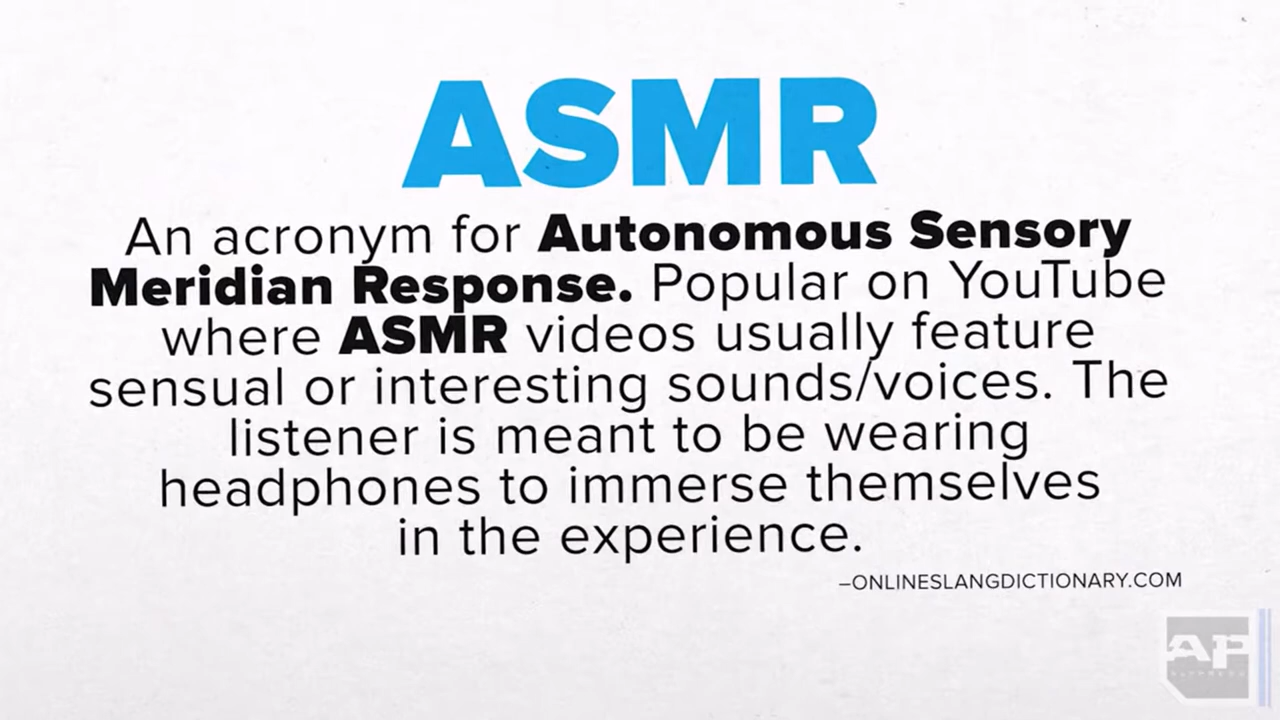 ASMR
An acronym for Autonomous Sensory
Meridian Response. Popular on YouTube
where ASMR videos usually feature
sensual or interesting sounds/voices. The
listener is meant to be wearing
headphones to immerse themselves
in the experience.
–ONLINESLANGDICTIONARY.COM
AP